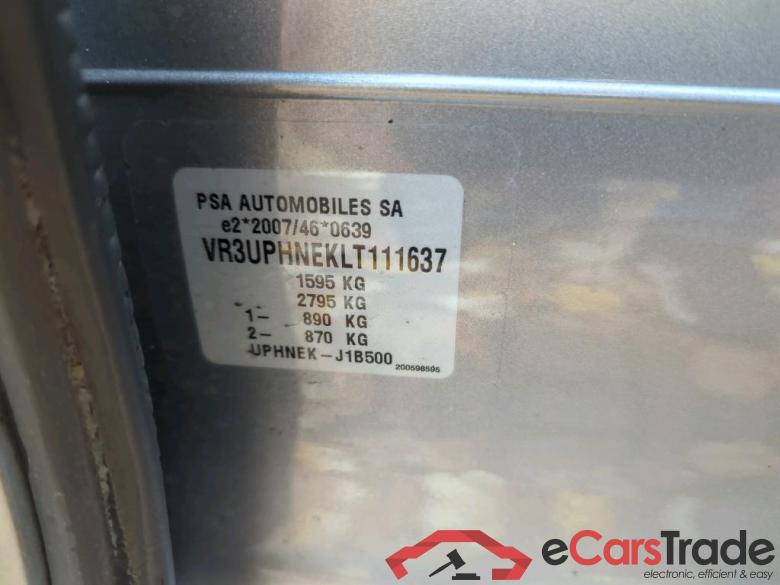 PSA AUTOMOBILES SA
e2*2007/46*0639
VR3UPHNEKLT111637
1595 KG
2795 KG
1- 890 KG
2- 870 KG
UPHNEK-J1B500
200598595
eCarsTrade
electronic, efficient & easy